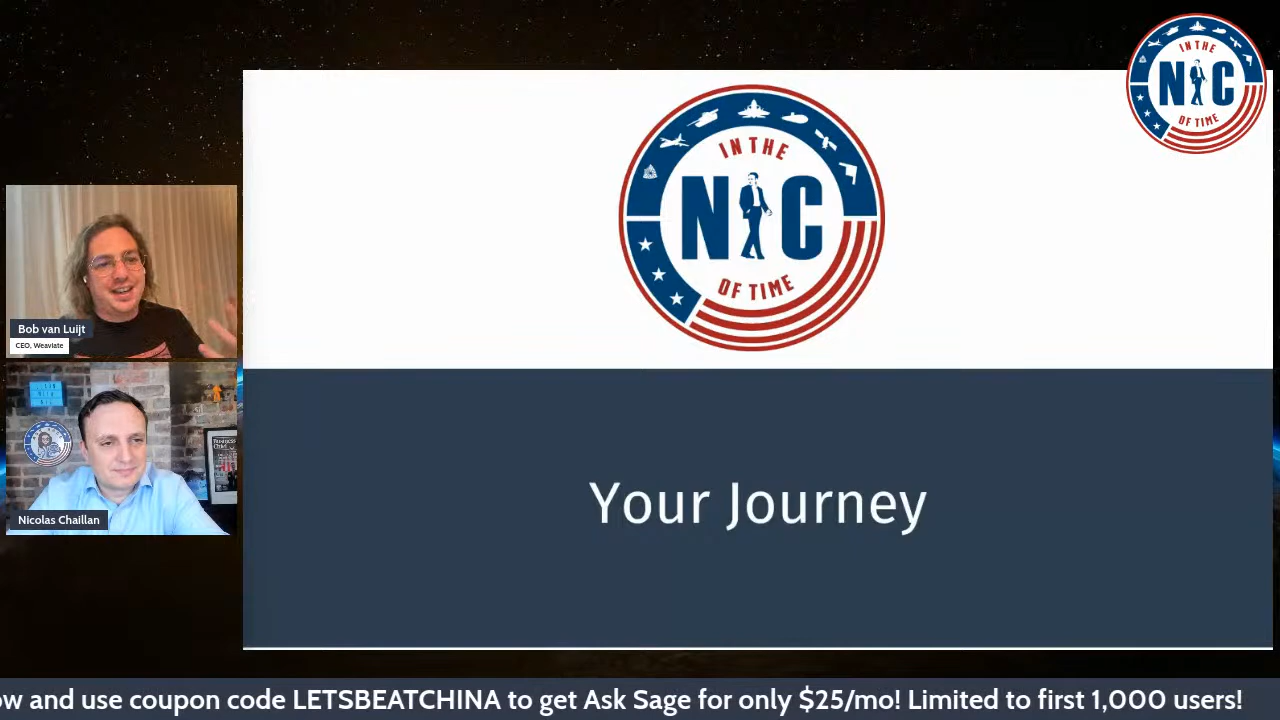 IN THE
NIC
OF TIME
IN THE
NIC
OF TIME
Bob van Luijt
CEO, Weaviate
Nicolas Chaillan
Your Journey
and use coupon code LETSBEATCHINA to get Ask Sage for only $25/mo! Limited to first 1,000 users!